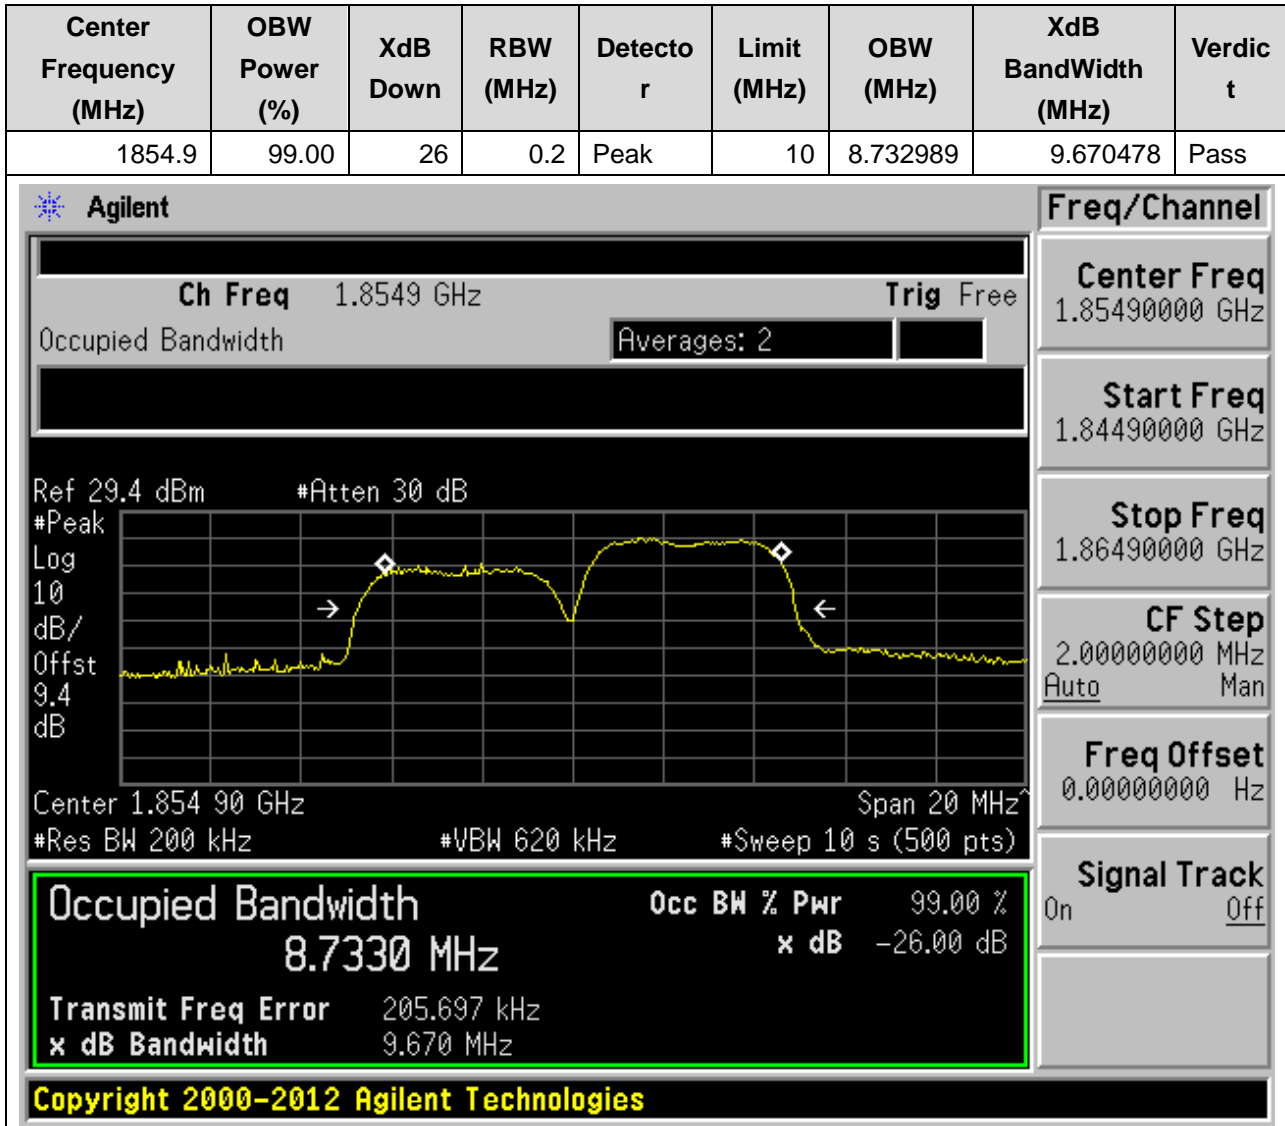 Center Frequency (MHz) OBW Power (%) XdB Down RBW (MHz) Detector Limit (MHz) OBW (MHz) XdB BandWidth (MHz) Verdict
1854.9 99.00 26 0.2 Peak 10 8.732989 9.670478 Pass
Agilent
Freq/Channel
Ch Freq 1.8549 GHz Trig Free
Occupied Bandwidth Averages: 2
Center Freq
1.85490000 GHz
Start Freq
1.84490000 GHz
Stop Freq
1.86490000 GHz
CF Step
2.00000000 MHz
Auto Man
Freq Offset
0.00000000 Hz
Signal Track
On Off
Ref 29.4 dBm #Atten 30 dB
#Peak
Log
10
dB/
Offst
9.4
dB
Center 1.854 90 GHz Span 20 MHz^
#Res BW 200 kHz #VBW 620 kHz #Sweep 10 s (500 pts)
Occupied Bandwidth Occ BW % Pwr 99.00 %
8.7330 MHz x dB -26.00 dB
Transmit Freq Error 205.697 kHz
x dB Bandwidth 9.670 MHz
Copyright 2000-2012 Agilent Technologies